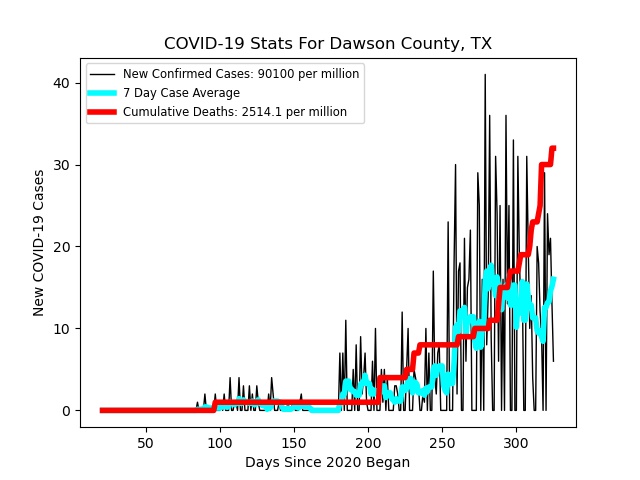 COVID-19 Stats For Dawson County, TX
New Confirmed Cases: 90100 per million
7 Day Case Average
Cumulative Deaths: 2514.1 per million
New COVID-19 Cases
40
30
20
10
0
50 100 150 200 250 300
Days Since 2020 Began